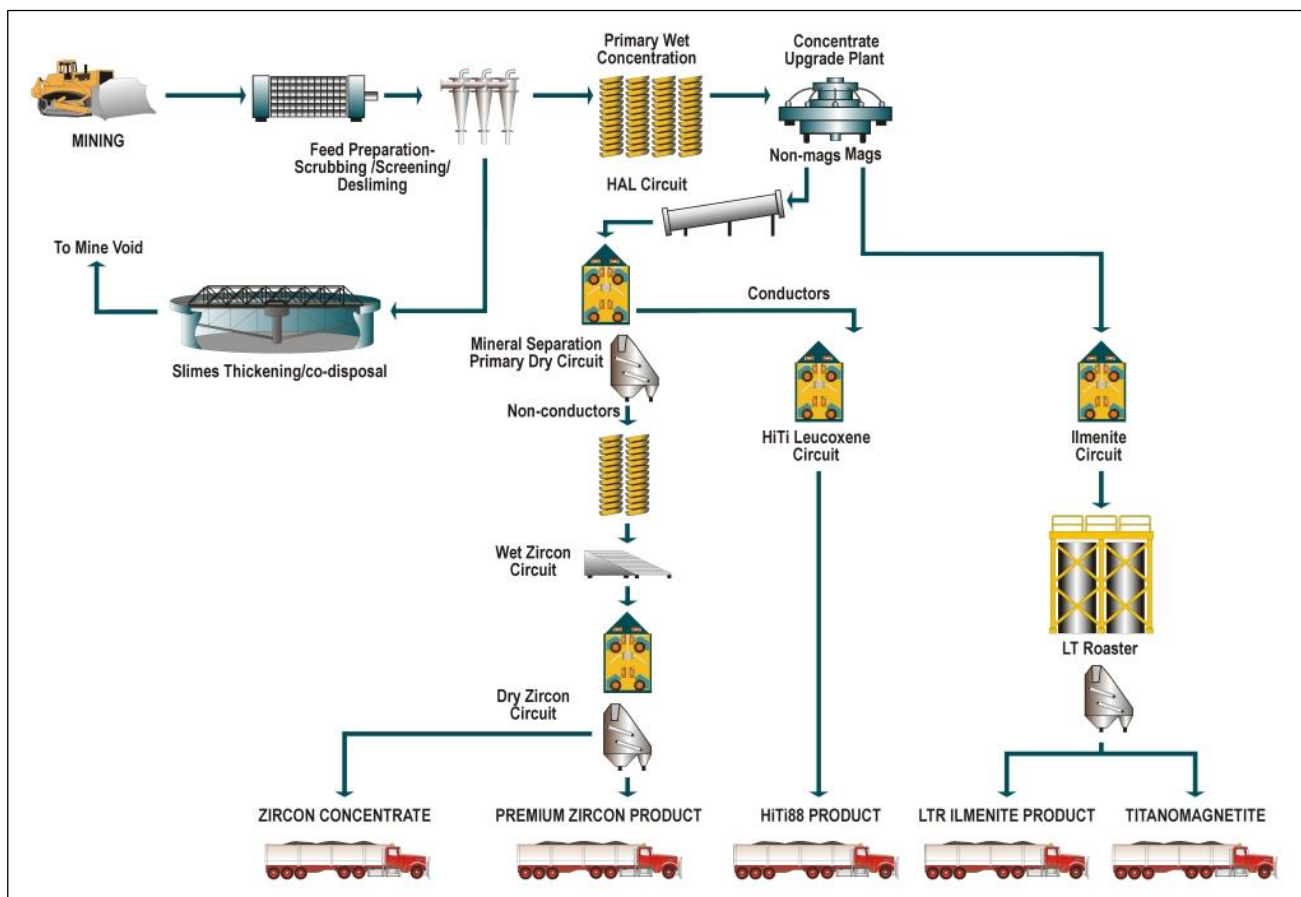 MINING
Feed Preparation-
Scrubbing /Screening/
Desliming
Primary Wet
Concentration
Concentrate
Upgrade Plant
Non-mags Mags
HAL Circuit
To Mine Void
Slimes Thickening/co-disposal
Conductors
Mineral Separation
Primary Dry Circuit
Non-conductors
HiTi Leucoxene
Circuit
Ilmenite
Circuit
Wet Zircon
Circuit
LT Roaster
Dry Zircon
Circuit
ZIRCON CONCENTRATE
PREMIUM ZIRCON PRODUCT
HiTi88 PRODUCT
LTR ILMENITE PRODUCT
TITANOMAGNETITE